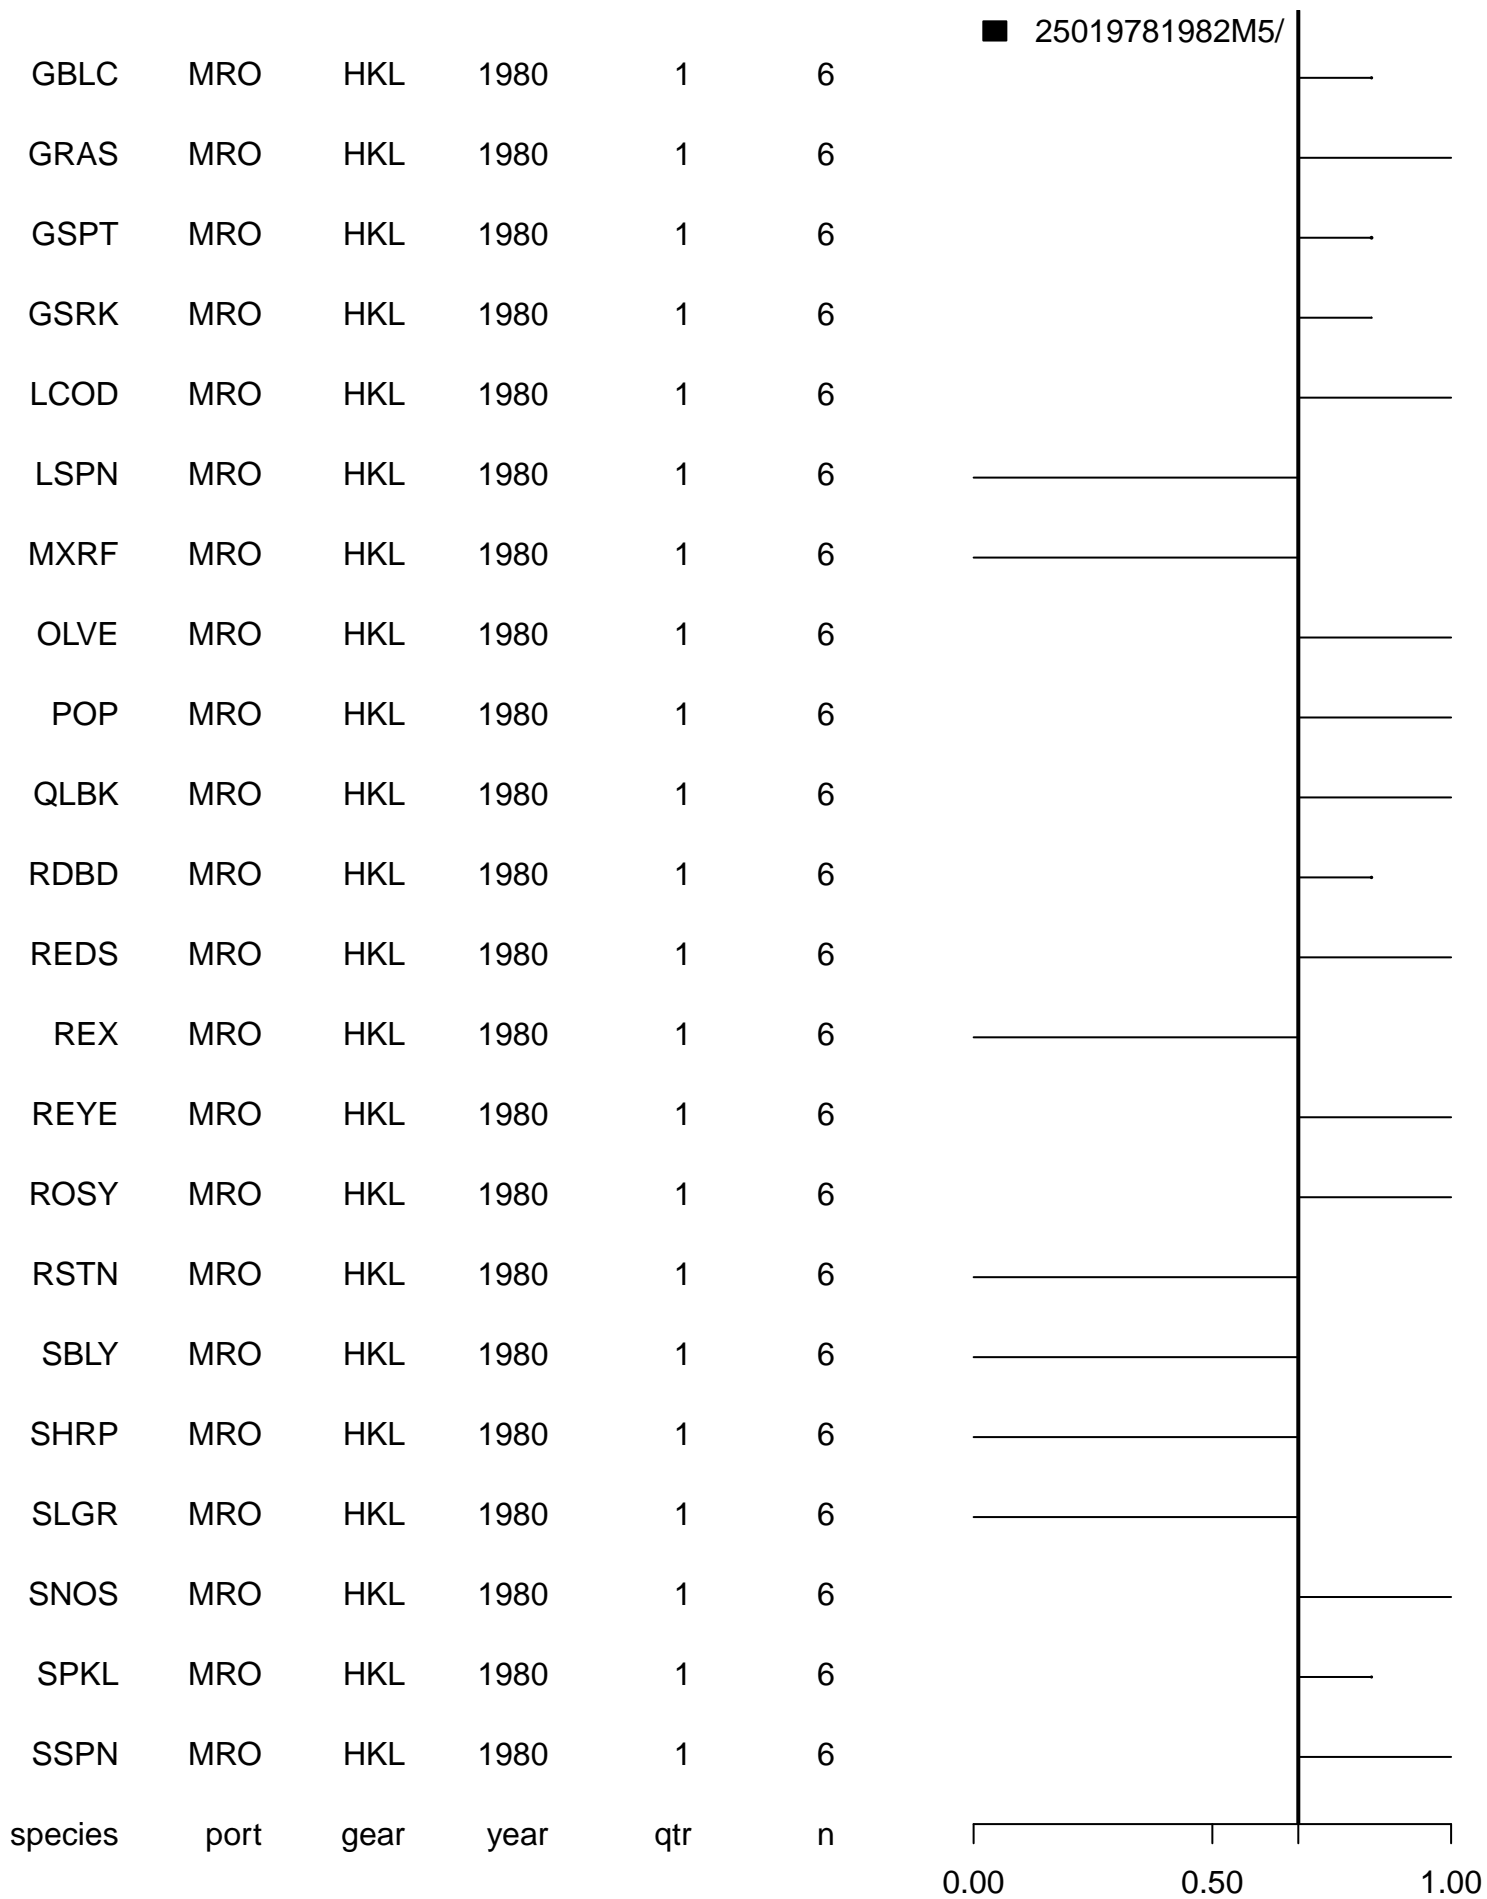 25019781982M5/
GBLC MRO HKL 1980 1 6
GRAS MRO HKL 1980 1 6
GSPT MRO HKL 1980 1 6
GSRK MRO HKL 1980 1 6
LCOD MRO HKL 1980 1 6
LSPN MRO HKL 1980 1 6
MXRF MRO HKL 1980 1 6
OLVE MRO HKL 1980 1 6
POP MRO HKL 1980 1 6
QLBK MRO HKL 1980 1 6
RDBD MRO HKL 1980 1 6
REDS MRO HKL 1980 1 6
REX MRO HKL 1980 1 6
REYE MRO HKL 1980 1 6
ROSY MRO HKL 1980 1 6
RSTN MRO HKL 1980 1 6
SBLY MRO HKL 1980 1 6
SHRP MRO HKL 1980 1 6
SLGR MRO HKL 1980 1 6
SNOS MRO HKL 1980 1 6
SPKL MRO HKL 1980 1 6
SSPN MRO HKL 1980 1 6
species port gear year qtr n
0.00 0.50 1.00